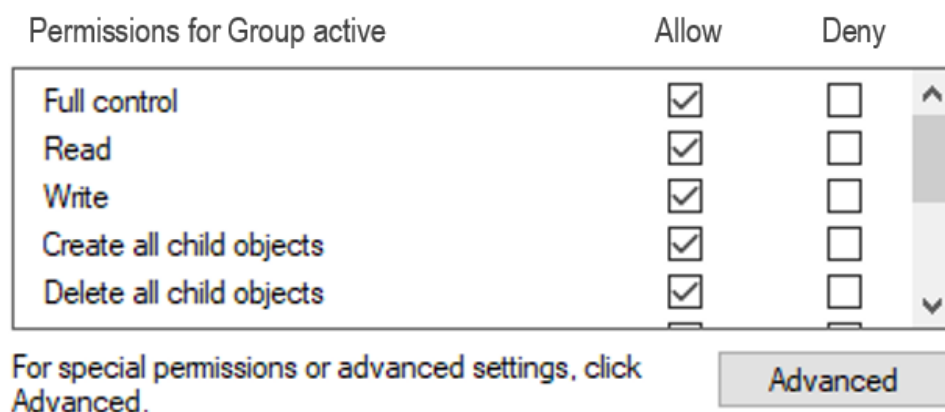 Permissions for Group active Allow Deny
Full control
Read
Write
Create all child objects
Delete all child objects
For special permissions or advanced settings, click
Advanced.
Advanced